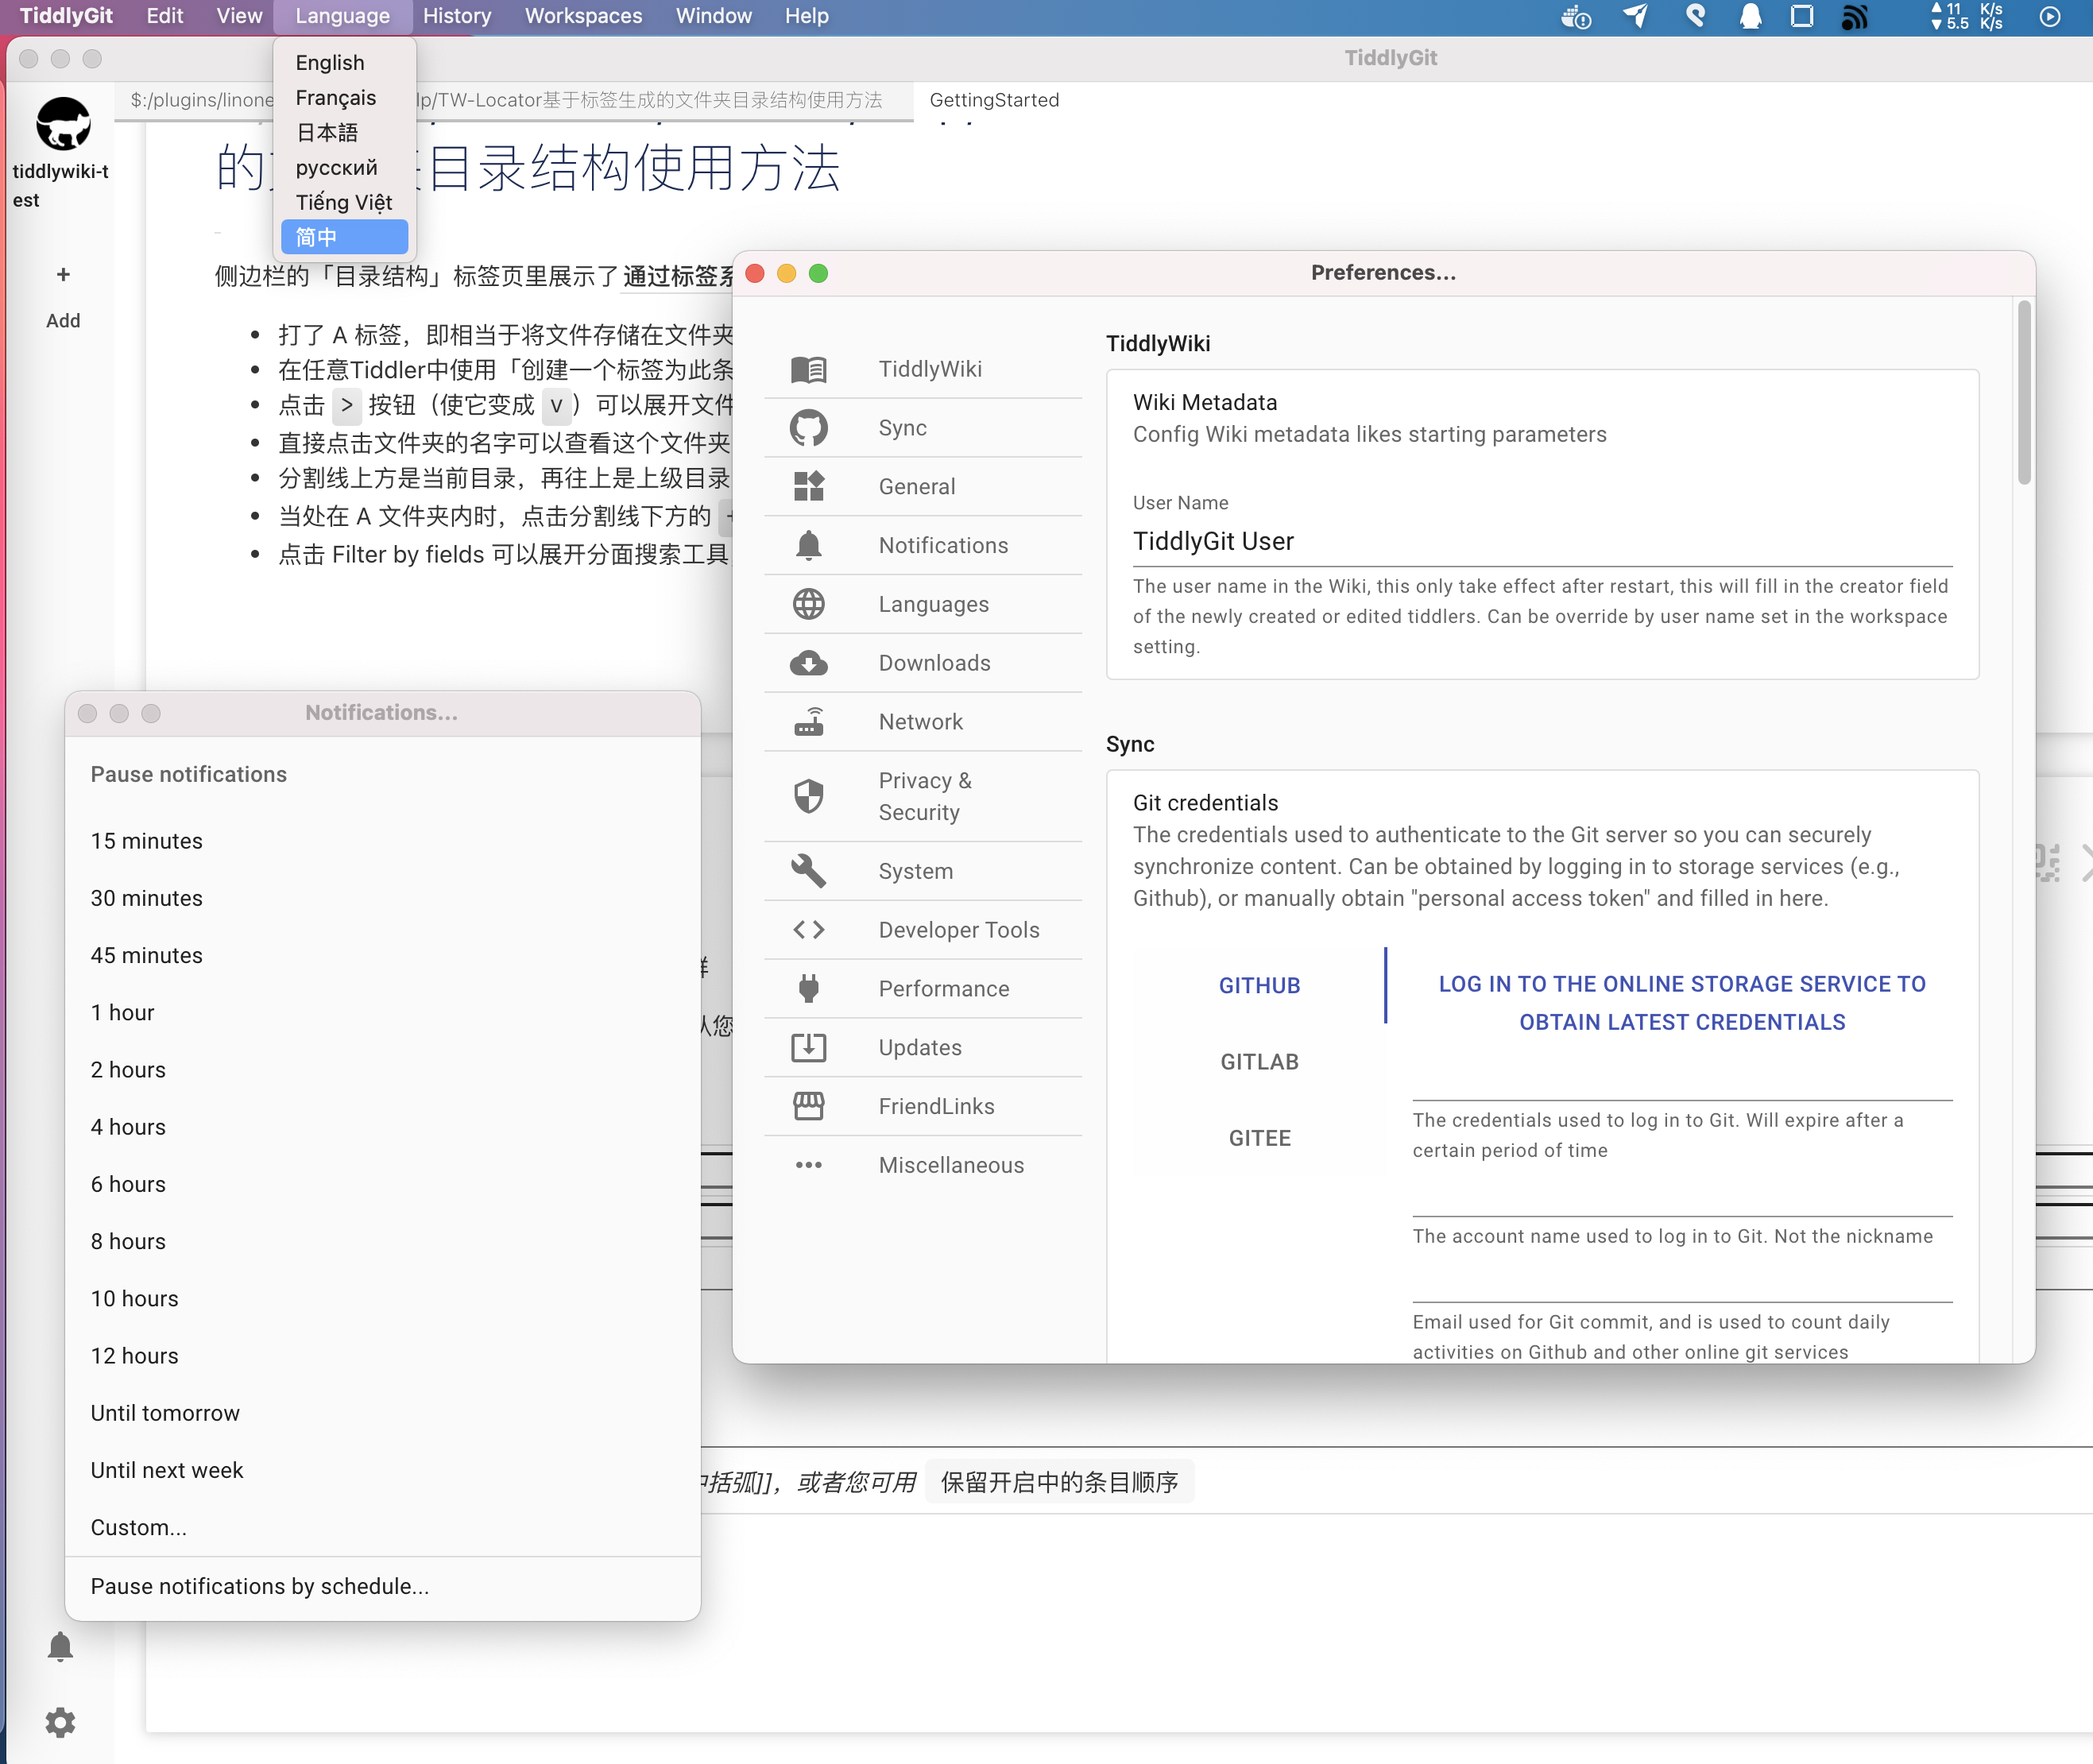 TiddlyGit Edit View Language History Workspaces Window Help
11 K/s
5.5 K/s
English
Français
日本語
русский
Tiếng Việt
简中
TiddlyGit
$:/plugins/linone lp/TW-Locator基于标签生成的文件夹目录结构使用方法 GettingStarted
tiddlywiki-t
est
+
Add
的 目录结构使用方法
侧边栏的「目录结构」标签页里展示了 通过标签系
打了 A 标签，即相当于将文件存储在文件夹
在任意Tiddler中使用「创建一个标签为此条
点击 > 按钮（使它变成 v）可以展开文件
直接点击文件夹的名字可以查看这个文件夹
分割线上方是当前目录，再往上是上级目录
当处在 A 文件夹内时，点击分割线下方的 +
点击 Filter by fields 可以展开分面搜索工具
Preferences...
TiddlyWiki
Sync
General
Notifications
Languages
Downloads
Network
Privacy &
Security
System
Developer Tools
Performance
Updates
FriendLinks
Miscellaneous
TiddlyWiki
Wiki Metadata
Config Wiki metadata likes starting parameters
User Name
TiddlyGit User
The user name in the Wiki, this only take effect after restart, this will fill in the creator field
of the newly created or edited tiddlers. Can be override by user name set in the workspace
setting.
Sync
Git credentials
The credentials used to authenticate to the Git server so you can securely
synchronize content. Can be obtained by logging in to storage services (e.g.,
Github), or manually obtain "personal access token" and filled in here.
GITHUB
GITLAB
GITEE
LOG IN TO THE ONLINE STORAGE SERVICE TO
OBTAIN LATEST CREDENTIALS
The credentials used to log in to Git. Will expire after a
certain period of time
The account name used to log in to Git. Not the nickname
Email used for Git commit, and is used to count daily
activities on Github and other online git services
Notifications...
Pause notifications
15 minutes
30 minutes
45 minutes
1 hour
2 hours
4 hours
6 hours
8 hours
10 hours
12 hours
Until tomorrow
Until next week
Custom...
Pause notifications by schedule...
从您
括弧]]，或者您可用 保留开启中的条目顺序